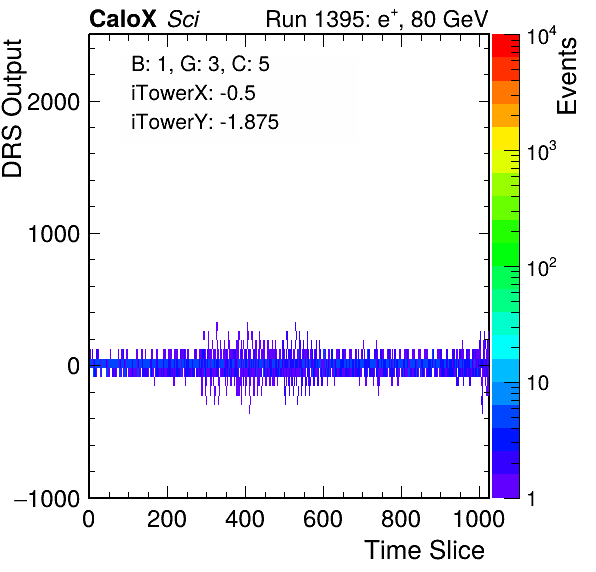 CaloX Sci Run 1395: e+, 80 GeV
B: 1, G: 3, C: 5
iTowerX: -0.5
iTowerY: -1.875
DRS Output
2000
1000
0
−1000
0 200 400 600 800 1000
Time Slice
Events
10^4
10^3
10^2
10
1